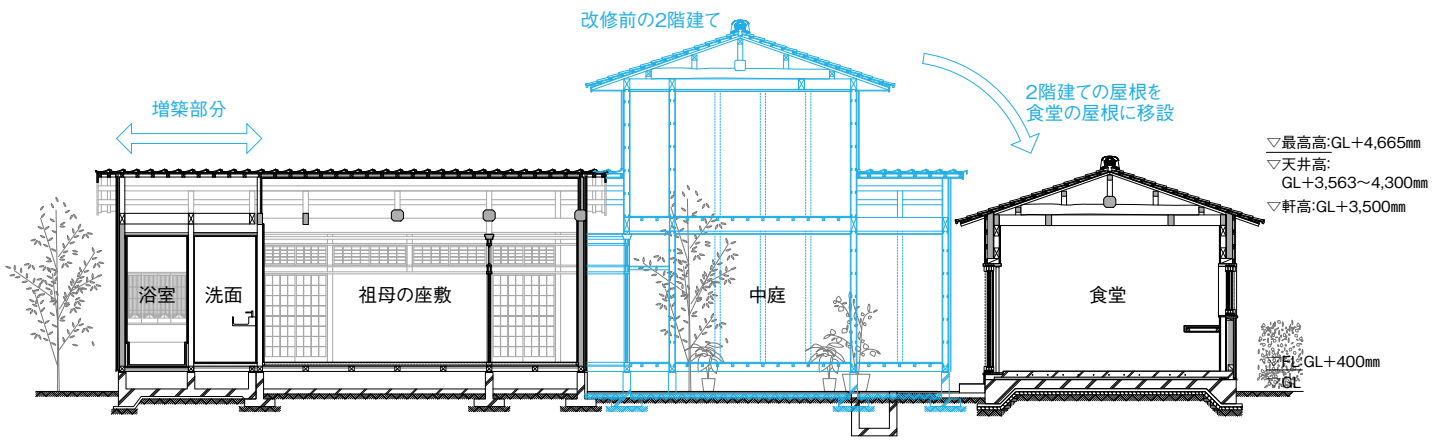 改修前の2階建て
増築部分
2階建ての屋根を
食堂の屋根に移設
▽最高高:GL+4,665mm
▽天井高:
GL+3,563〜4,300mm
▽軒高:GL+3,500mm
浴室
洗面
祖母の座敷
中庭
食堂
▽FL:GL+400mm
▽GL